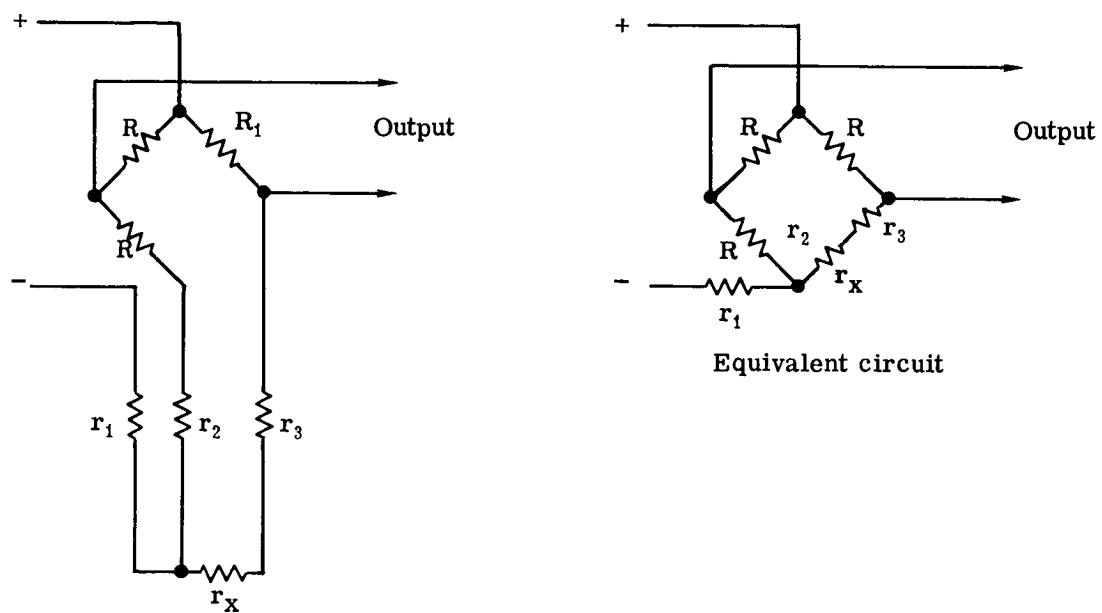 +
R
R₁
Output
R
−
r₁
r₂
r₃
rₓ
+
R
R
Output
R
r₂
r₃
rₓ
−
r₁
Equivalent circuit